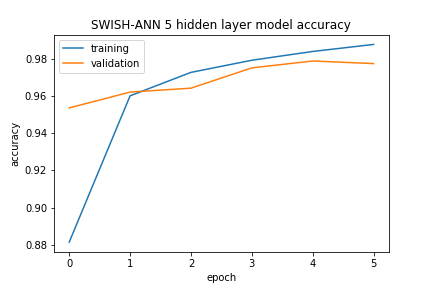 SWISH-ANN 5 hidden layer model accuracy
training
validation
accuracy
0.98
0.96
0.94
0.92
0.90
0.88
0 1 2 3 4 5
epoch